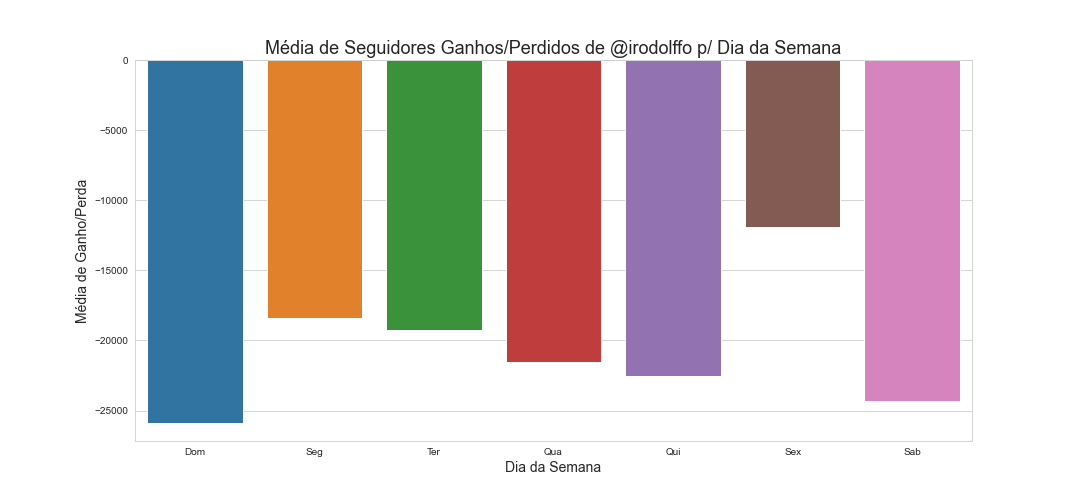 Média de Seguidores Ganhos/Perdidos de @irodolffo p/ Dia da Semana
Média de Ganho/Perda
0
−5000
−10000
−15000
−20000
−25000
Dom Seg Ter Qua Qui Sex Sab
Dia da Semana